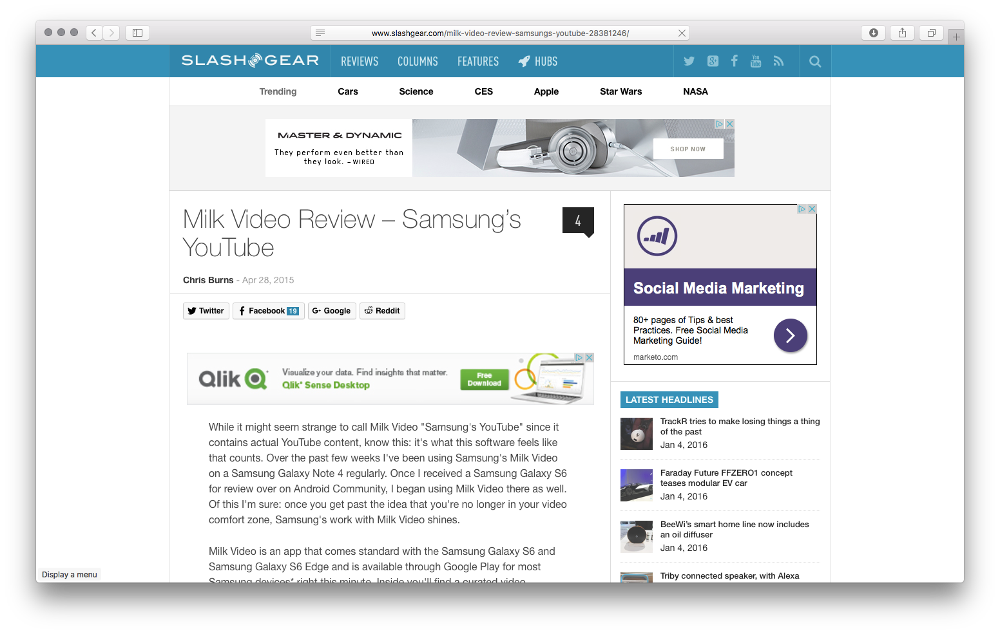 www.slashgear.com/milk-video-review-samsungs-youtube-28381246/
SLASHGEAR
REVIEWS
COLUMNS
FEATURES
HUBS
You
Tube
Trending
Cars
Science
CES
Apple
Star Wars
NASA
MASTER & DYNAMIC
They perform even better than
they look. – WIRED
SHOP NOW
Milk Video Review – Samsung’s
YouTube
4
Chris Burns - Apr 28, 2015
Twitter
Facebook 19
Google
Reddit
Qlik
Visualize your data. Find insights that matter.
Qlik® Sense Desktop
Free
Download
While it might seem strange to call Milk Video "Samsung's YouTube" since it
contains actual YouTube content, know this: it's what this software feels like
that counts. Over the past few weeks I've been using Samsung's Milk Video
on a Samsung Galaxy Note 4 regularly. Once I received a Samsung Galaxy S6
for review over on Android Community, I began using Milk Video there as well.
Of this I'm sure: once you get past the idea that you're no longer in your video
comfort zone, Samsung's work with Milk Video shines.
Milk Video is an app that comes standard with the Samsung Galaxy S6 and
Samsung Galaxy S6 Edge and is available through Google Play for most
Samsung devices* right this minute. Inside you'll find a curated video
Social Media Marketing
80+ pages of Tips & best
Practices. Free Social Media
Marketing Guide!
marketo.com
LATEST HEADLINES
TrackR tries to make losing things a thing
of the past
Jan 4, 2016
Faraday Future FFZERO1 concept
teases modular EV car
Jan 4, 2016
BeeWi’s smart home line now includes
an oil diffuser
Jan 4, 2016
Triby connected speaker, with Alexa
Display a menu